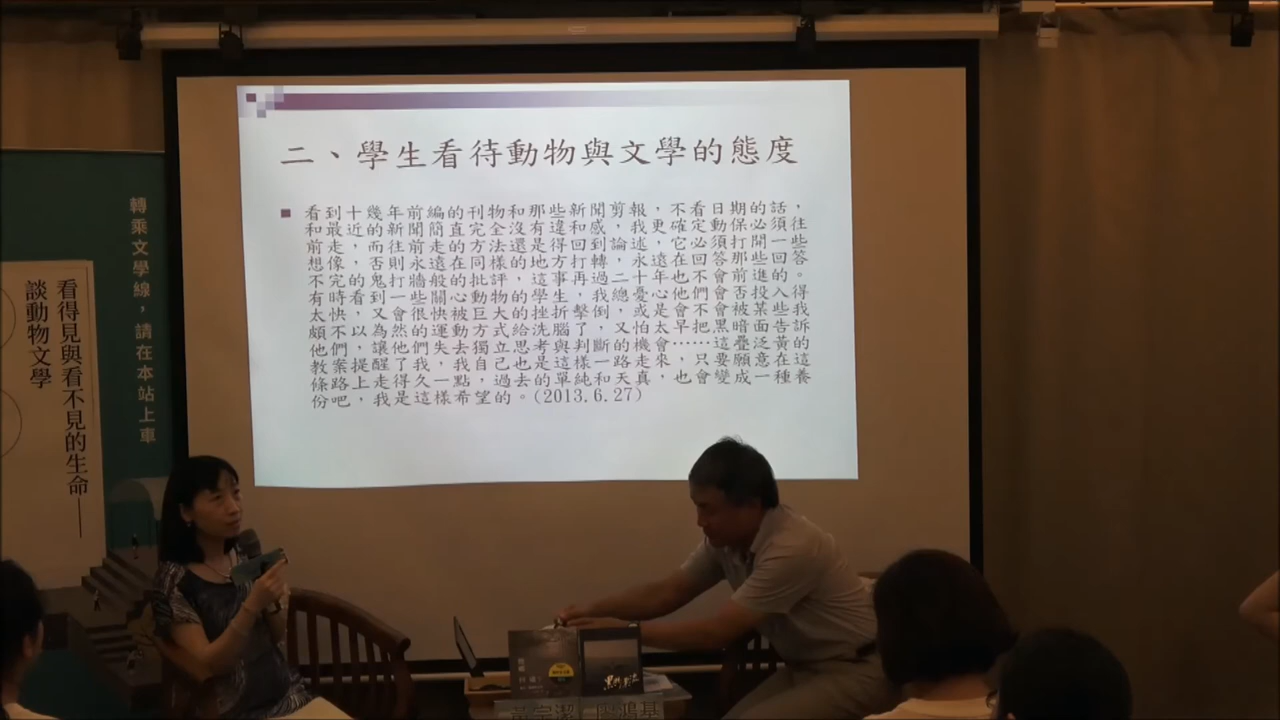 二、學生看待動物與文學的態度
看到十幾年前編的刊物和那些新聞剪報，不看日期的話，
和最近的新聞簡直完全沒有違和感，我更確定動保必須往
前走，而往前走的方法還是得回到論述，它必須打開一些
想像，否則永遠在同樣的地方打轉，永遠在回答那些回答
不完的鬼打牆般的批評，這事再過二十年也不會前進的。
有時看到一些關心動物的學生，我總憂心他們會否投入得
太快，又會很快被巨大的挫折擊倒，或是會不會被某些我
頗不以為然的運動方式給洗腦了，又怕太早把黑暗面告訴
他們，讓他們失去獨立思考與判斷的機會……這疊泛黃的
教案提醒了我，我自己也是這樣一路走來，只要願意在這
條路上走得久一點，過去的單純和天真，也會變成一種養
份吧，我是這樣希望的。(2013.6.27)
轉乘文學線，請在本站上車
看得見與看不見的生命——
談動物文學
黃宗潔
廖鴻基